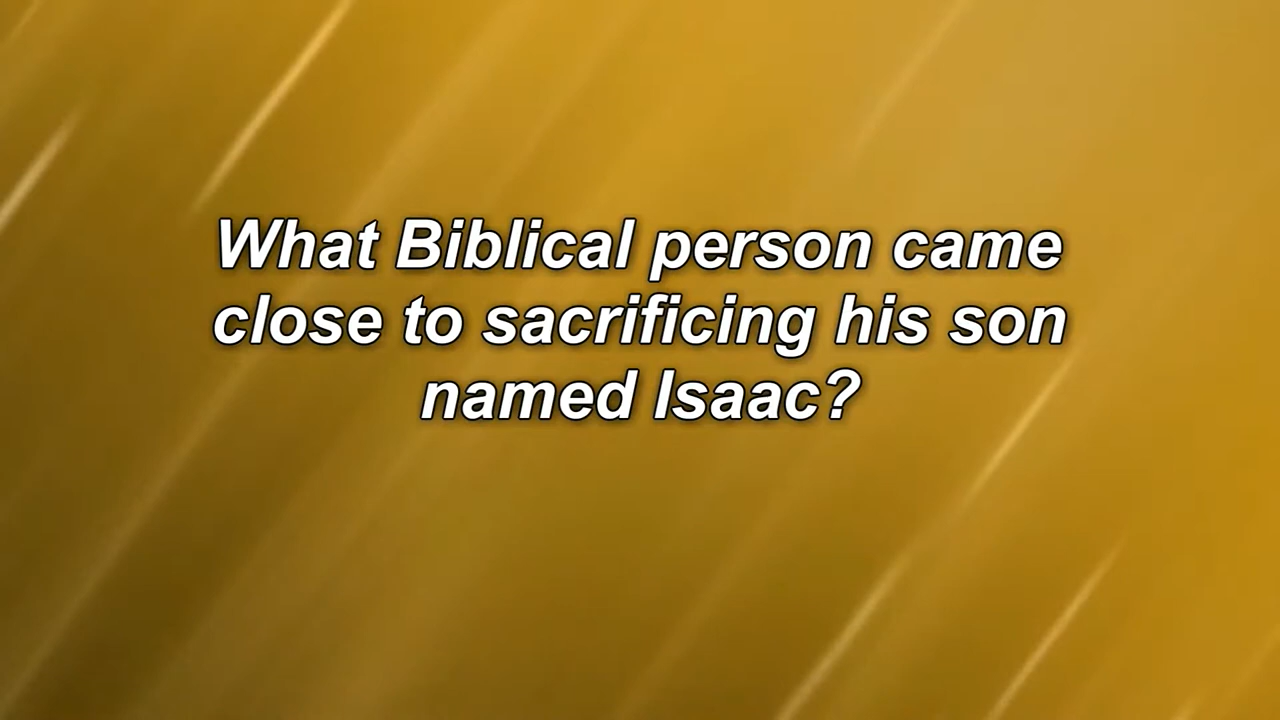 What Biblical person came
close to sacrificing his son
named Isaac?